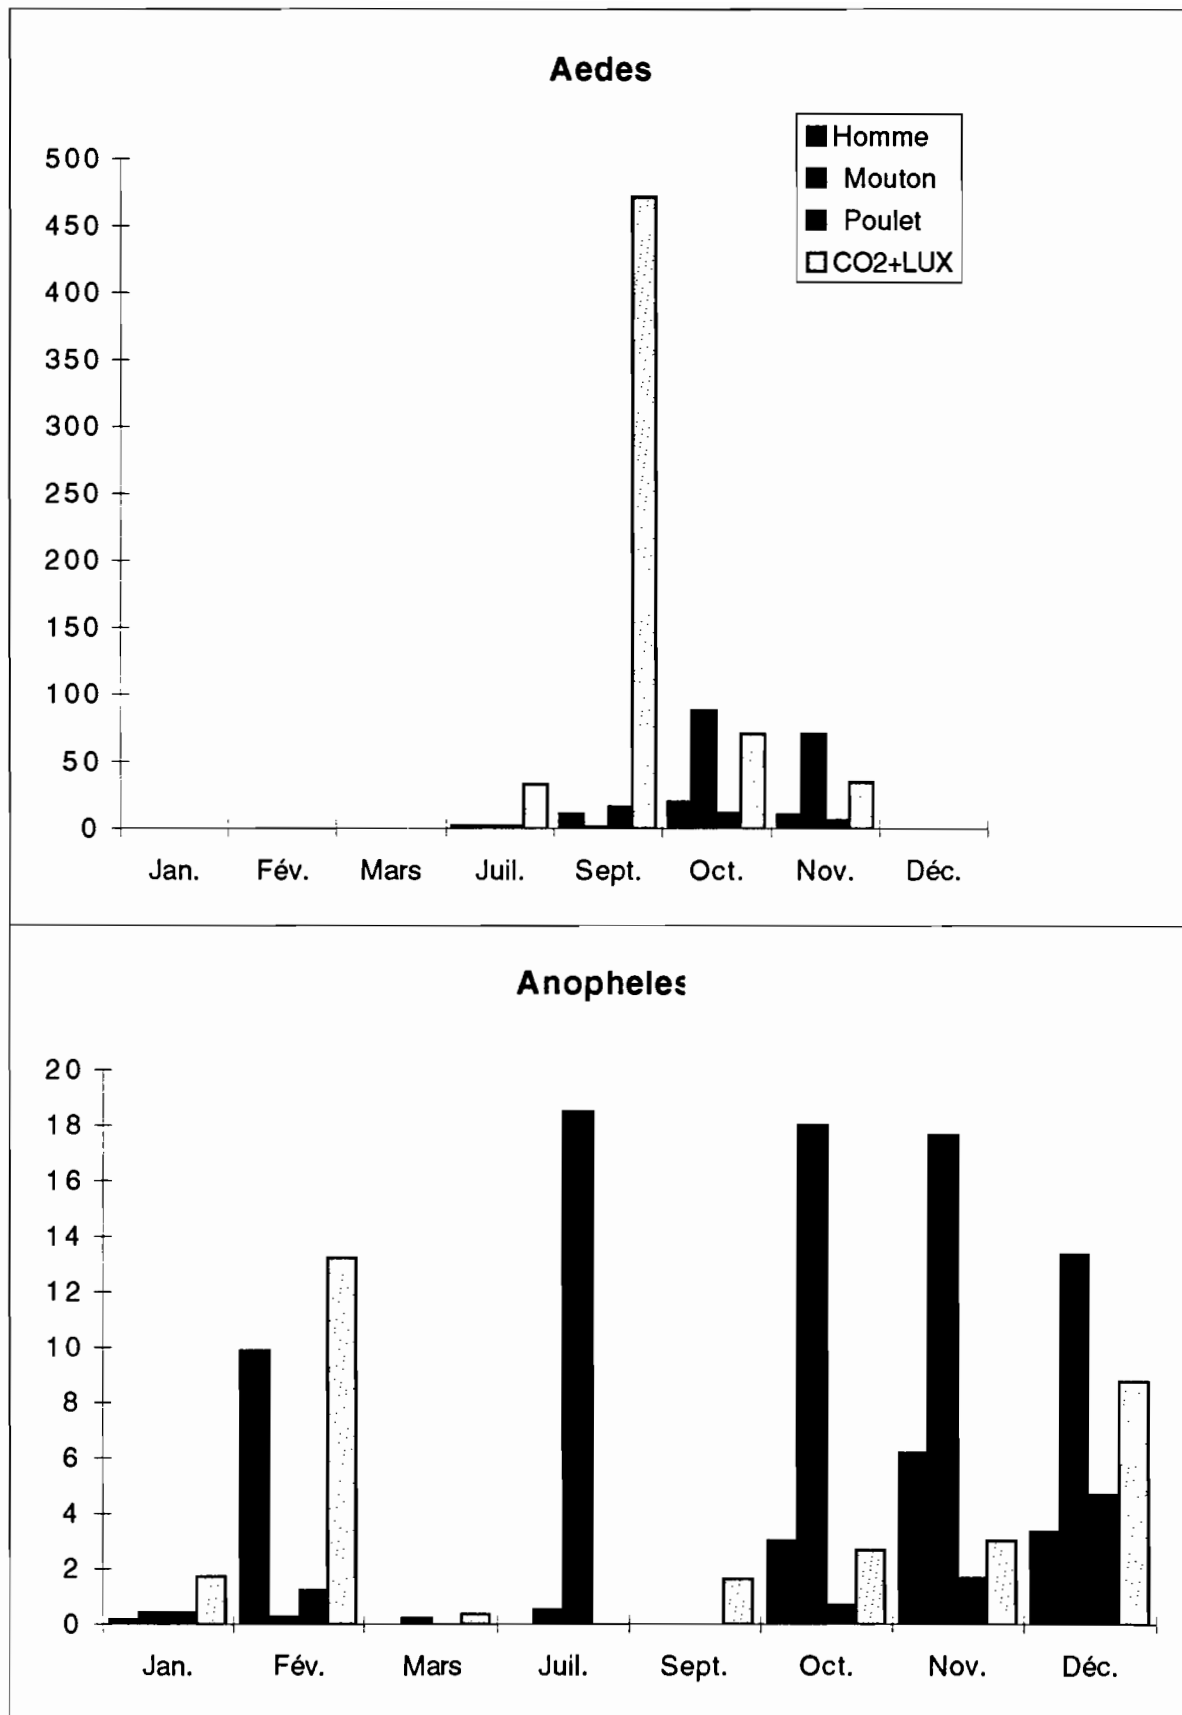 Aedes
Homme
Mouton
Poulet
CO2+LUX
500
450
400
350
300
250
200
150
100
50
0
Jan. Fév. Mars Juil. Sept. Oct. Nov. Déc.
Anopheles
20
18
16
14
12
10
8
6
4
2
0
Jan. Fév. Mars Juil. Sept. Oct. Nov. Déc.